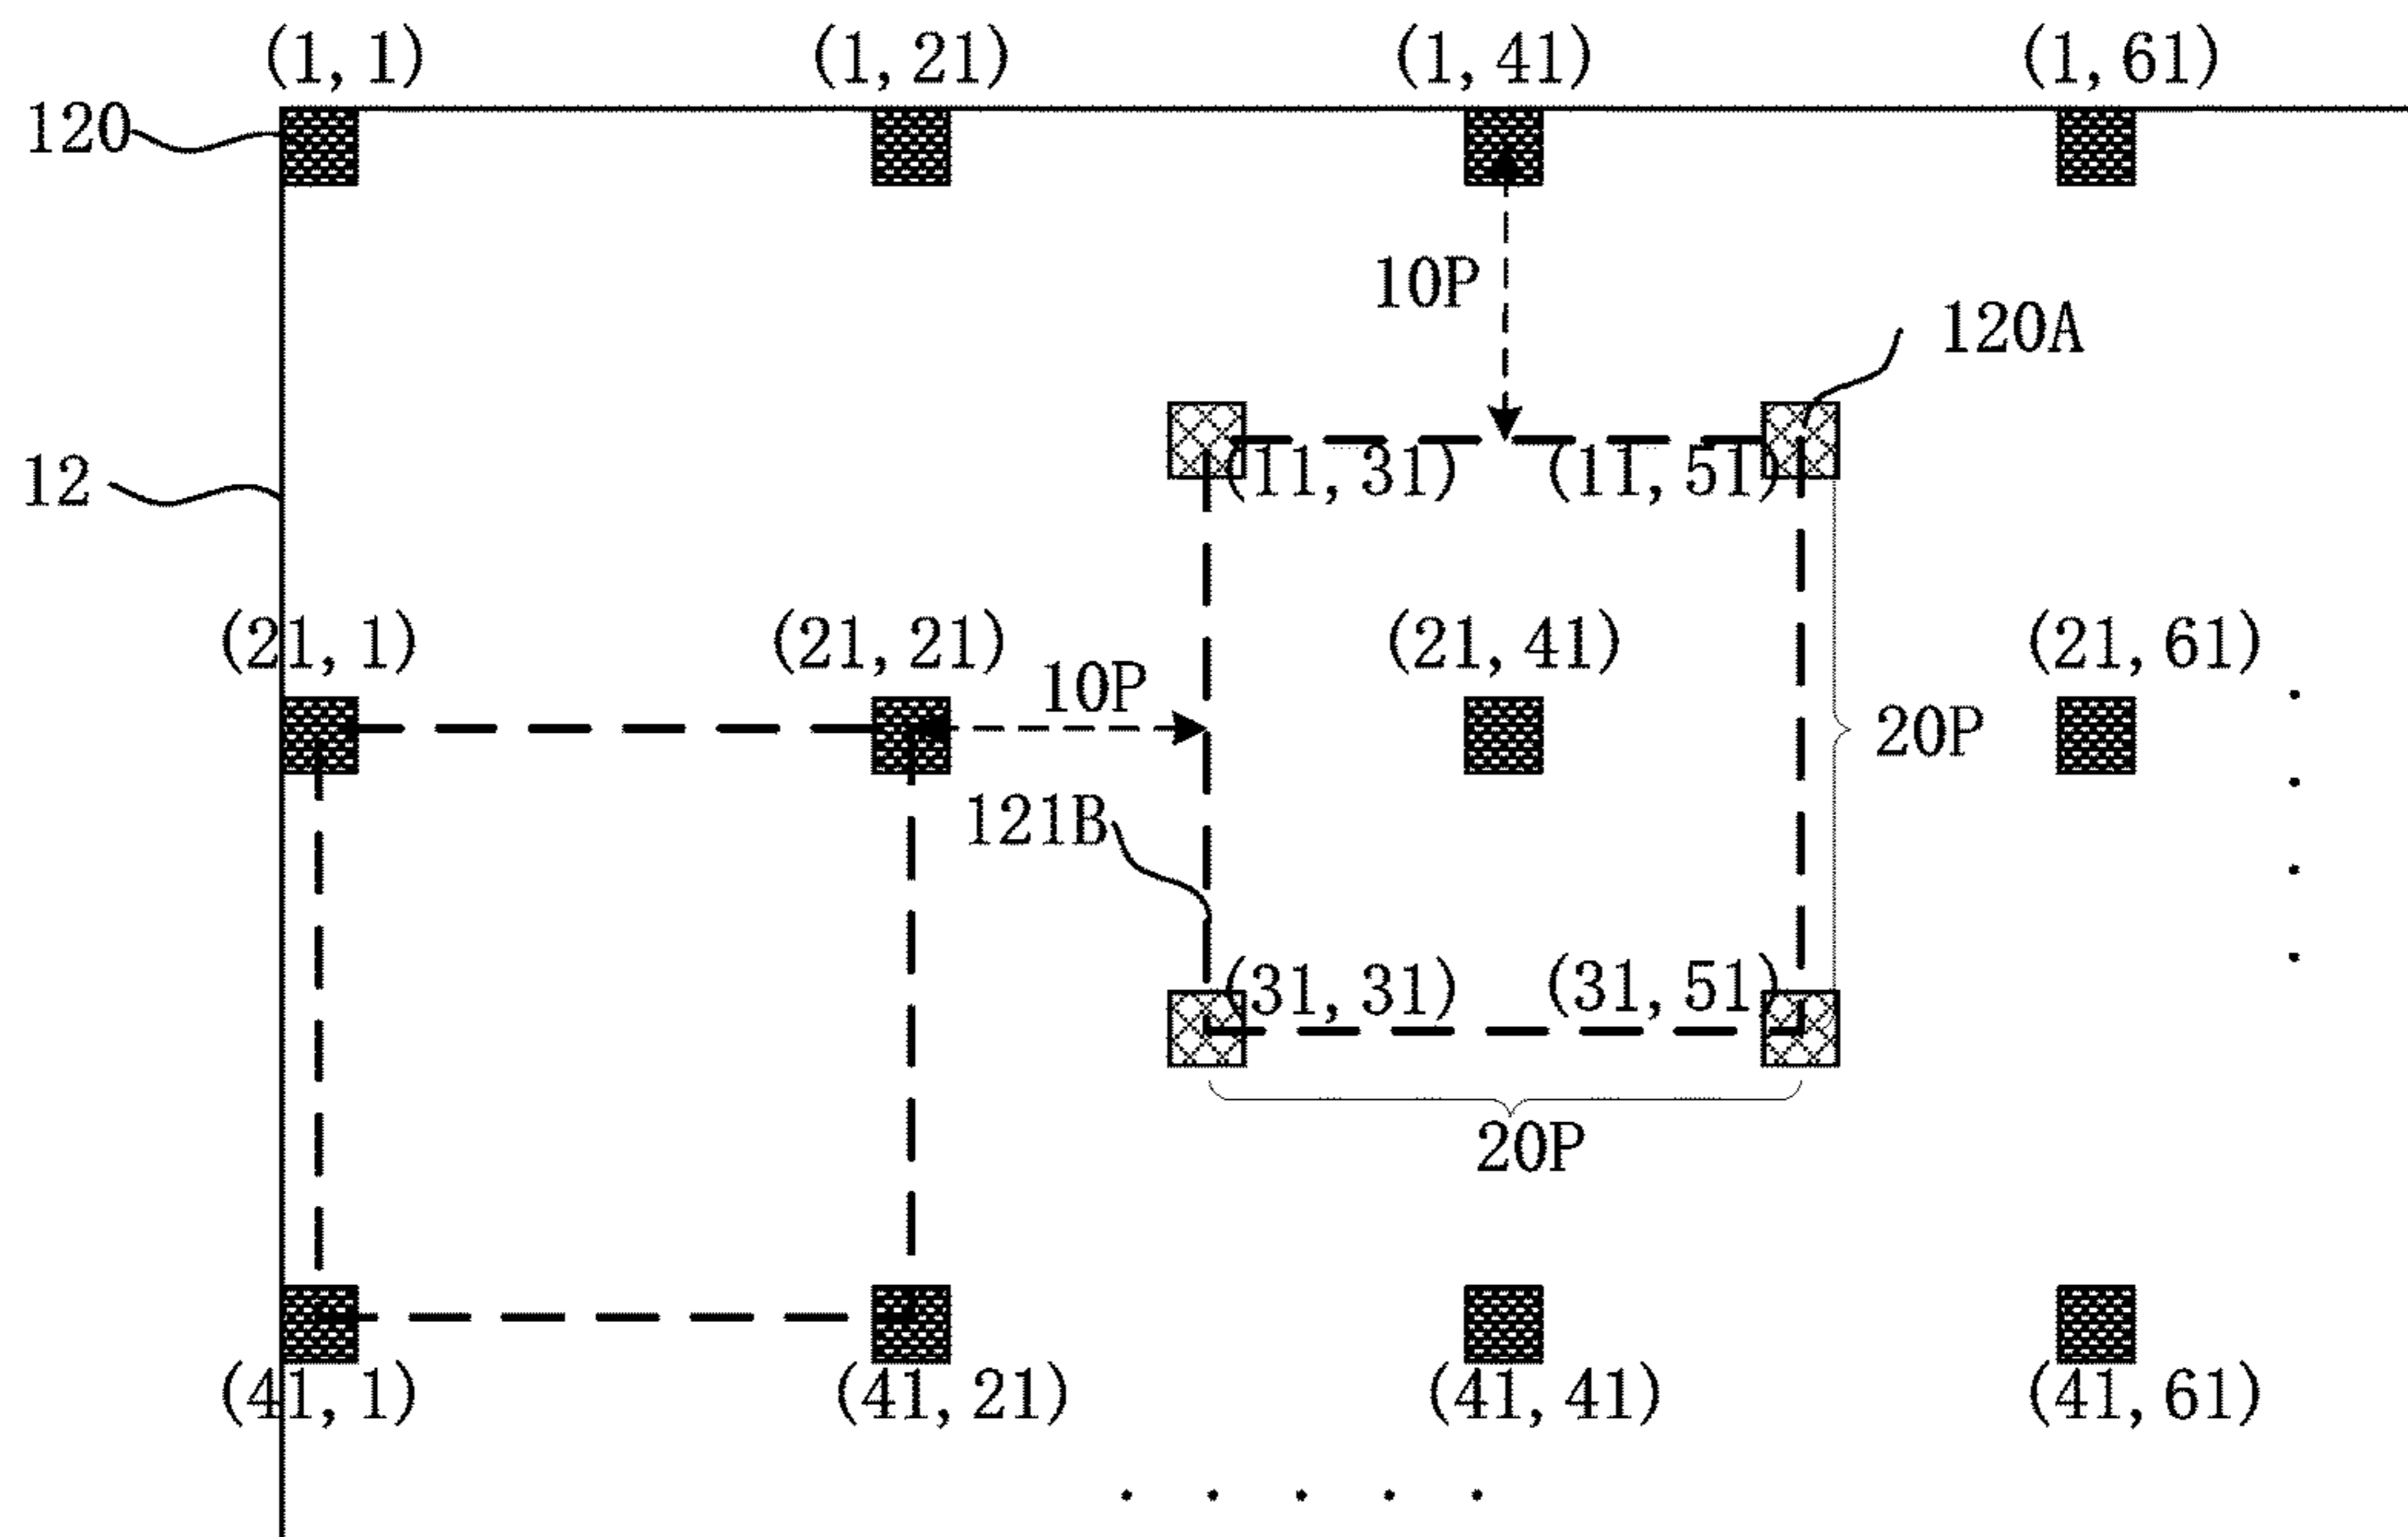 (1, 1) (1, 21) (1, 41) (1, 61)
120
10P
120A
12
(11, 31) (11, 51)
(21, 1) (21, 21) (21, 41) (21, 61)
10P
20P
121B
(31, 31) (31, 51)
20P
(41, 1) (41, 21) (41, 41) (41, 61)